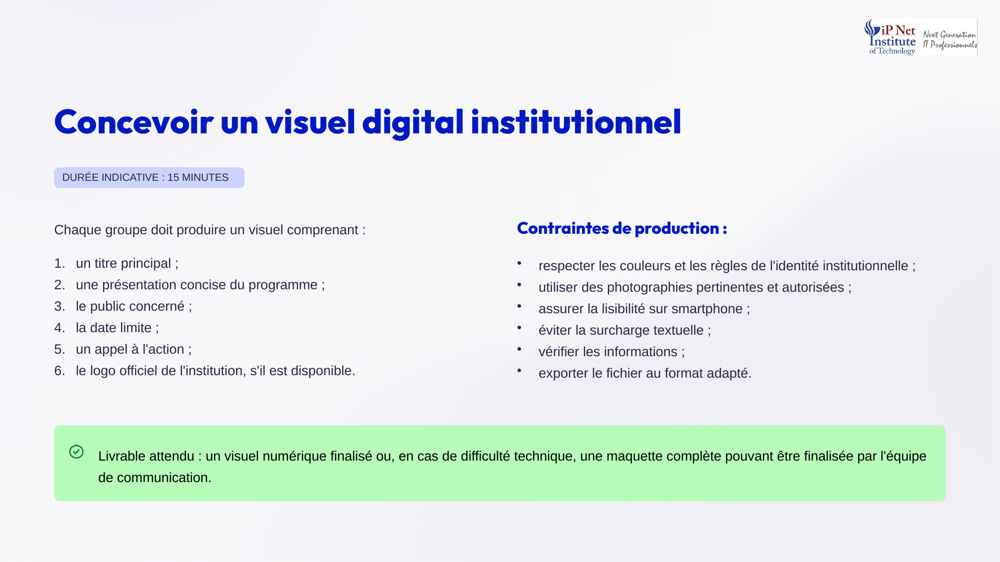 iP Net
Institute
of Technology
Next Generation
IT Professionnels
Concevoir un visuel digital institutionnel
DURÉE INDICATIVE : 15 MINUTES
Chaque groupe doit produire un visuel comprenant :
1. un titre principal ;
2. une présentation concise du programme ;
3. le public concerné ;
4. la date limite ;
5. un appel à l'action ;
6. le logo officiel de l'institution, s'il est disponible.
Contraintes de production :
• respecter les couleurs et les règles de l'identité institutionnelle ;
• utiliser des photographies pertinentes et autorisées ;
• assurer la lisibilité sur smartphone ;
• éviter la surcharge textuelle ;
• vérifier les informations ;
• exporter le fichier au format adapté.
Livrable attendu : un visuel numérique finalisé ou, en cas de difficulté technique, une maquette complète pouvant être finalisée par l'équipe
de communication.